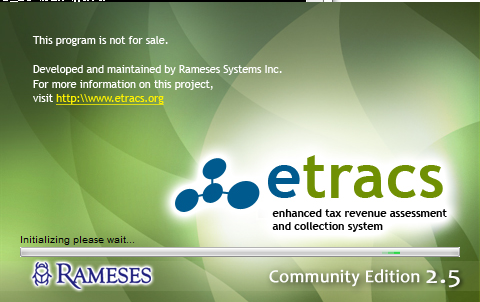 This program is not for sale.
Developed and maintained by Rameses Systems Inc.
For more information on this project,
visit http:\\www.etracs.org
etracs
enhanced tax revenue assessment
and collection system
Initializing please wait...
RAMESES
Community Edition 2.5